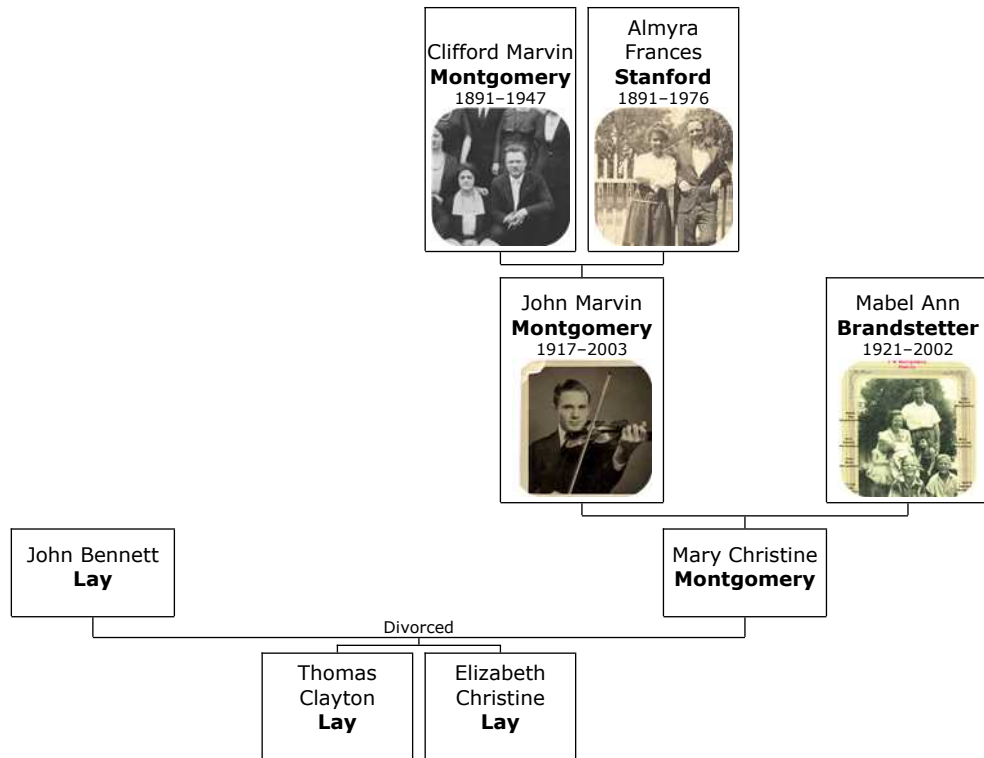 Clifford Marvin
Montgomery
1891–1947
Almyra
Frances
Stanford
1891–1976
John Marvin
Montgomery
1917–2003
Mabel Ann
Brandstetter
1921–2002
John Bennett
Lay
Mary Christine
Montgomery
Divorced
Thomas
Clayton
Lay
Elizabeth
Christine
Lay